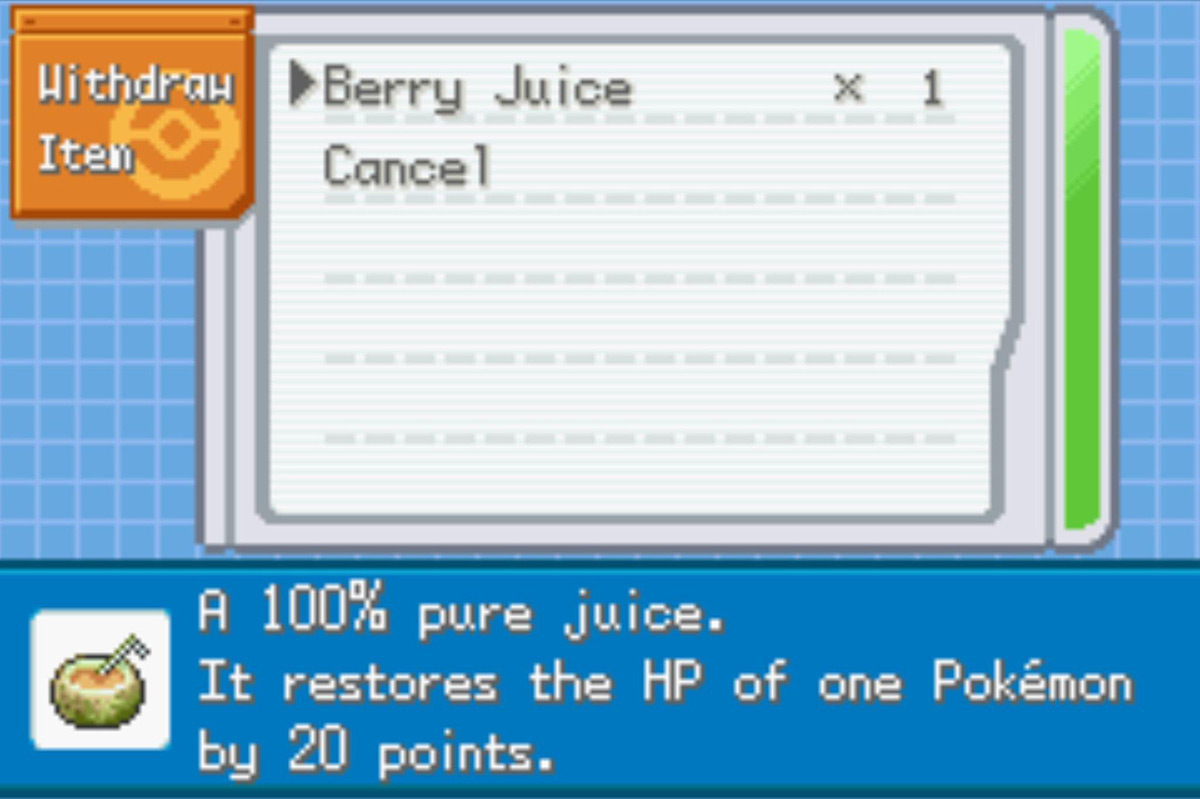 Withdraw
Item
Berry Juice × 1
Cancel
A 100% pure juice.
It restores the HP of one Pokémon
by 20 points.